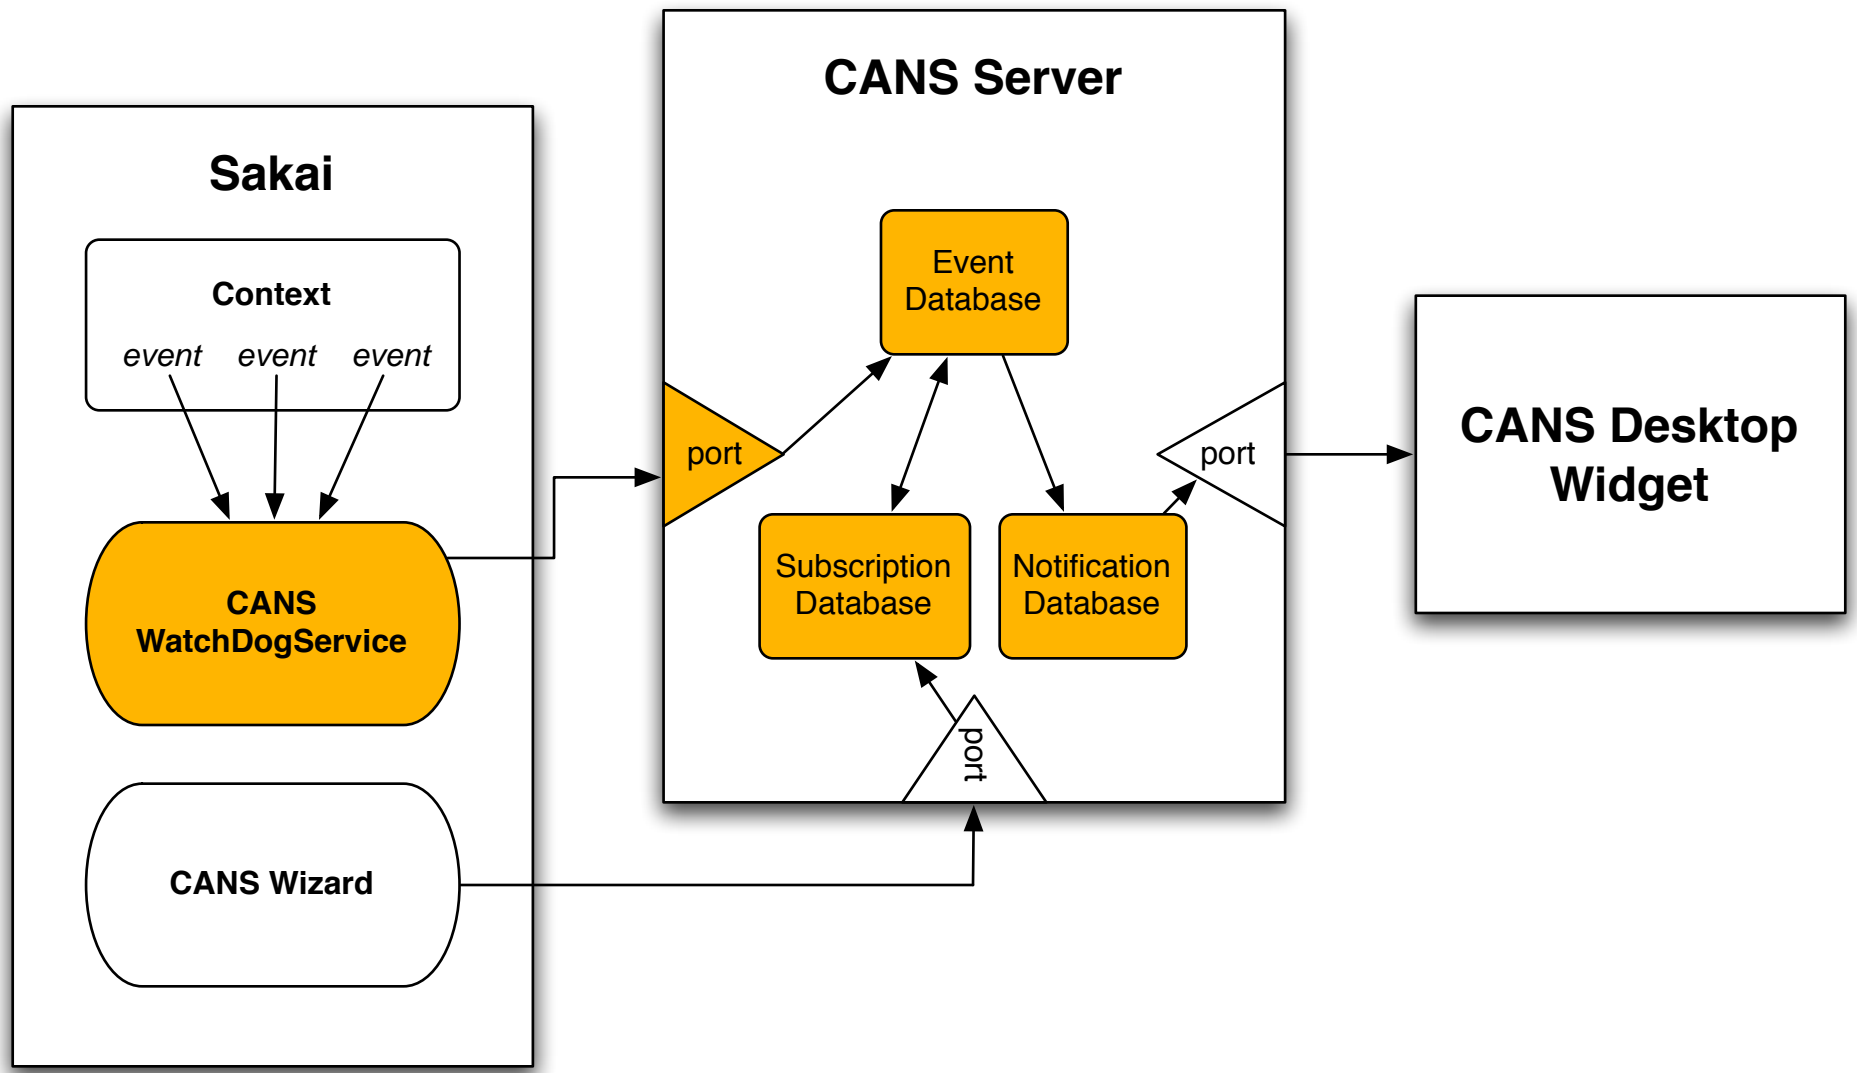 Sakai
Context
event event event
CANS
WatchDogService
CANS Wizard
CANS Server
Event
Database
port
port
Subscription
Database
Notification
Database
port
CANS Desktop
Widget